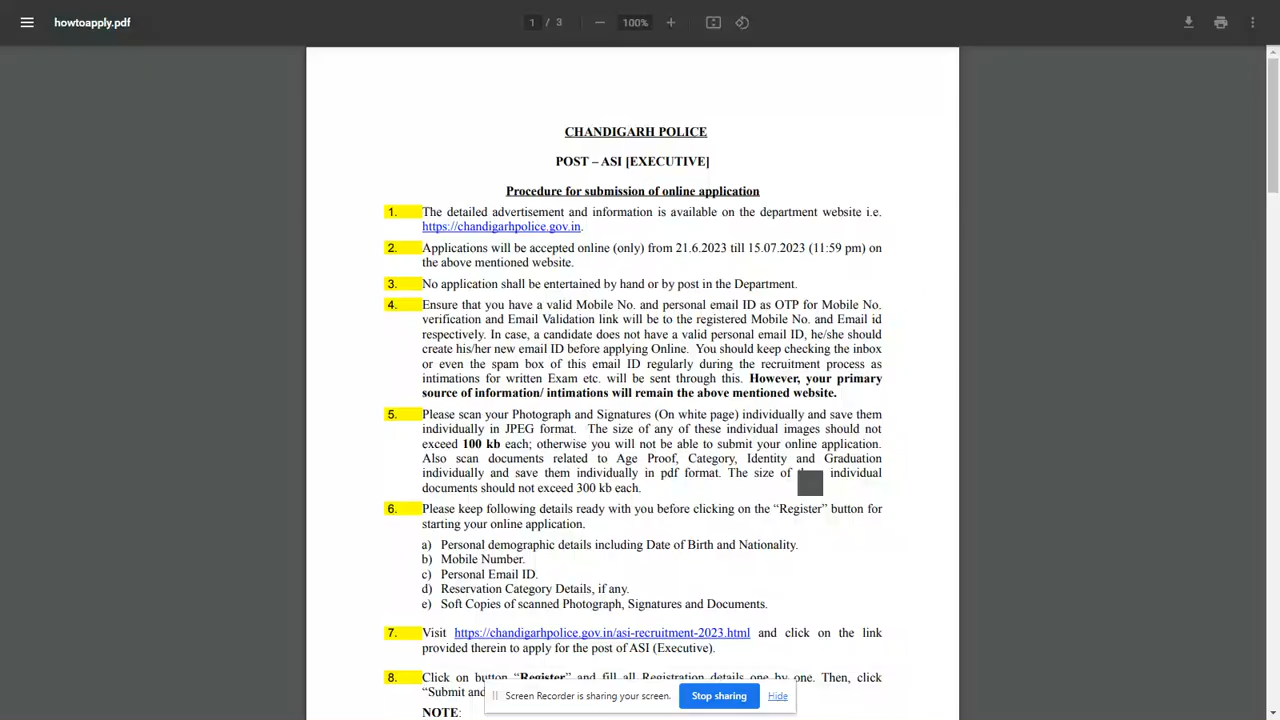 howtoapply.pdf
1 / 3
100%
CHANDIGARH POLICE
POST – ASI [EXECUTIVE]
Procedure for submission of online application
1. The detailed advertisement and information is available on the department website i.e.
https://chandigarhpolice.gov.in.
2. Applications will be accepted online (only) from 21.6.2023 till 15.07.2023 (11:59 pm) on
the above mentioned website.
3. No application shall be entertained by hand or by post in the Department.
4. Ensure that you have a valid Mobile No. and personal email ID as OTP for Mobile No.
verification and Email Validation link will be to the registered Mobile No. and Email id
respectively. In case, a candidate does not have a valid personal email ID, he/she should
create his/her new email ID before applying Online. You should keep checking the inbox
or even the spam box of this email ID regularly during the recruitment process as
intimations for written Exam etc. will be sent through this. However, your primary
source of information/ intimations will remain the above mentioned website.
5. Please scan your Photograph and Signatures (On white page) individually and save them
individually in JPEG format. The size of any of these individual images should not
exceed 100 kb each; otherwise you will not be able to submit your online application.
Also scan documents related to Age Proof, Category, Identity and Graduation
individually and save them individually in pdf format. The size of individual
documents should not exceed 300 kb each.
6. Please keep following details ready with you before clicking on the “Register” button for
starting your online application.
a) Personal demographic details including Date of Birth and Nationality.
b) Mobile Number.
c) Personal Email ID.
d) Reservation Category Details, if any.
e) Soft Copies of scanned Photograph, Signatures and Documents.
7. Visit https://chandigarhpolice.gov.in/asi-recruitment-2023.html and click on the link
provided therein to apply for the post of ASI (Executive).
8. Click on button “Register” and fill all Registration details one by one. Then, click
“Submit and
NOTE:
Screen Recorder is sharing your screen. Stop sharing Hide